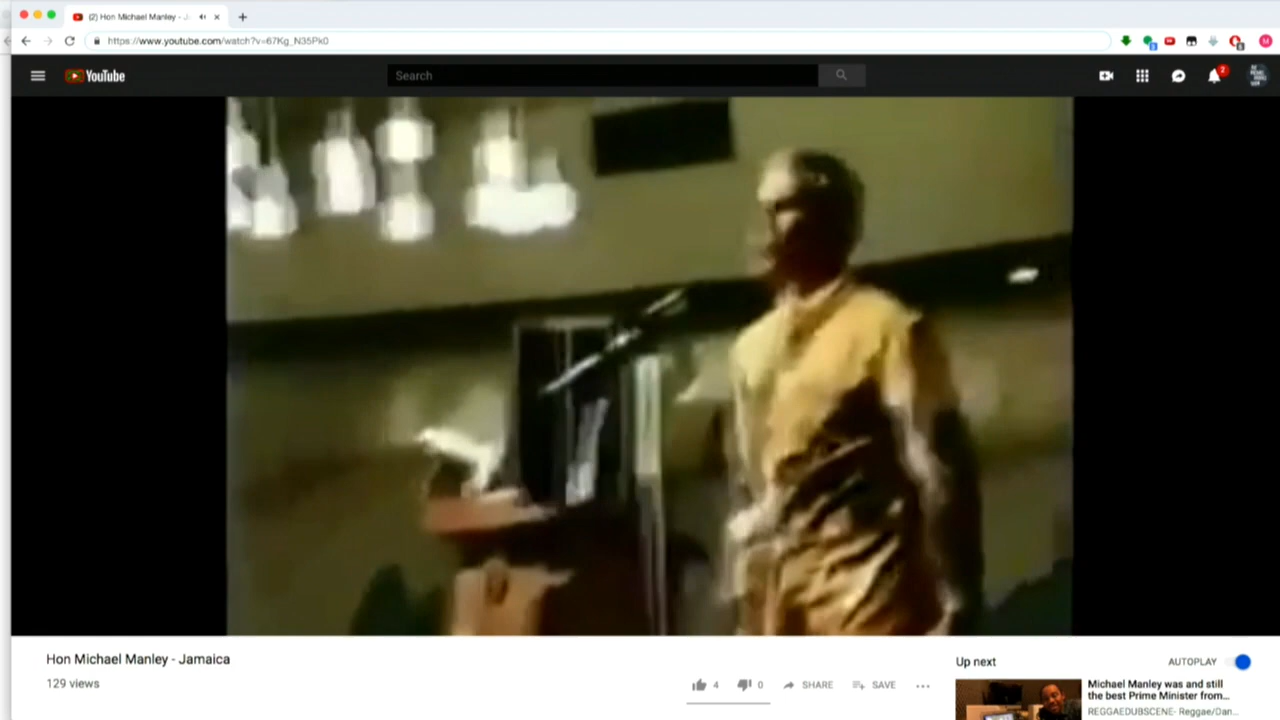 (2) Hon Michael Manley - J
https://www.youtube.com/watch?v=67Kg_N35Pk0
YouTube
Search
2
Hon Michael Manley - Jamaica
129 views
4
0
SHARE
SAVE
Up next
AUTOPLAY
Michael Manley was and still
the best Prime Minister from...
REGGAEDUBSCENE- Reggae/Dan...